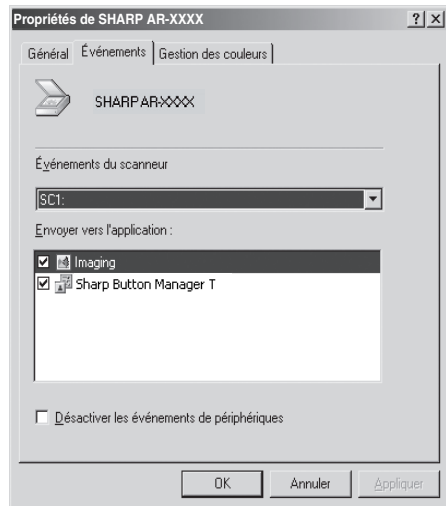 Propriétés de SHARP AR-XXXX
Général Événements Gestion des couleurs
SHARP AR-XXXX
Événements du scanneur
SC1:
Envoyer vers l'application :
Imaging
Sharp Button Manager T
Désactiver les événements de périphériques
OK Annuler Appliquer